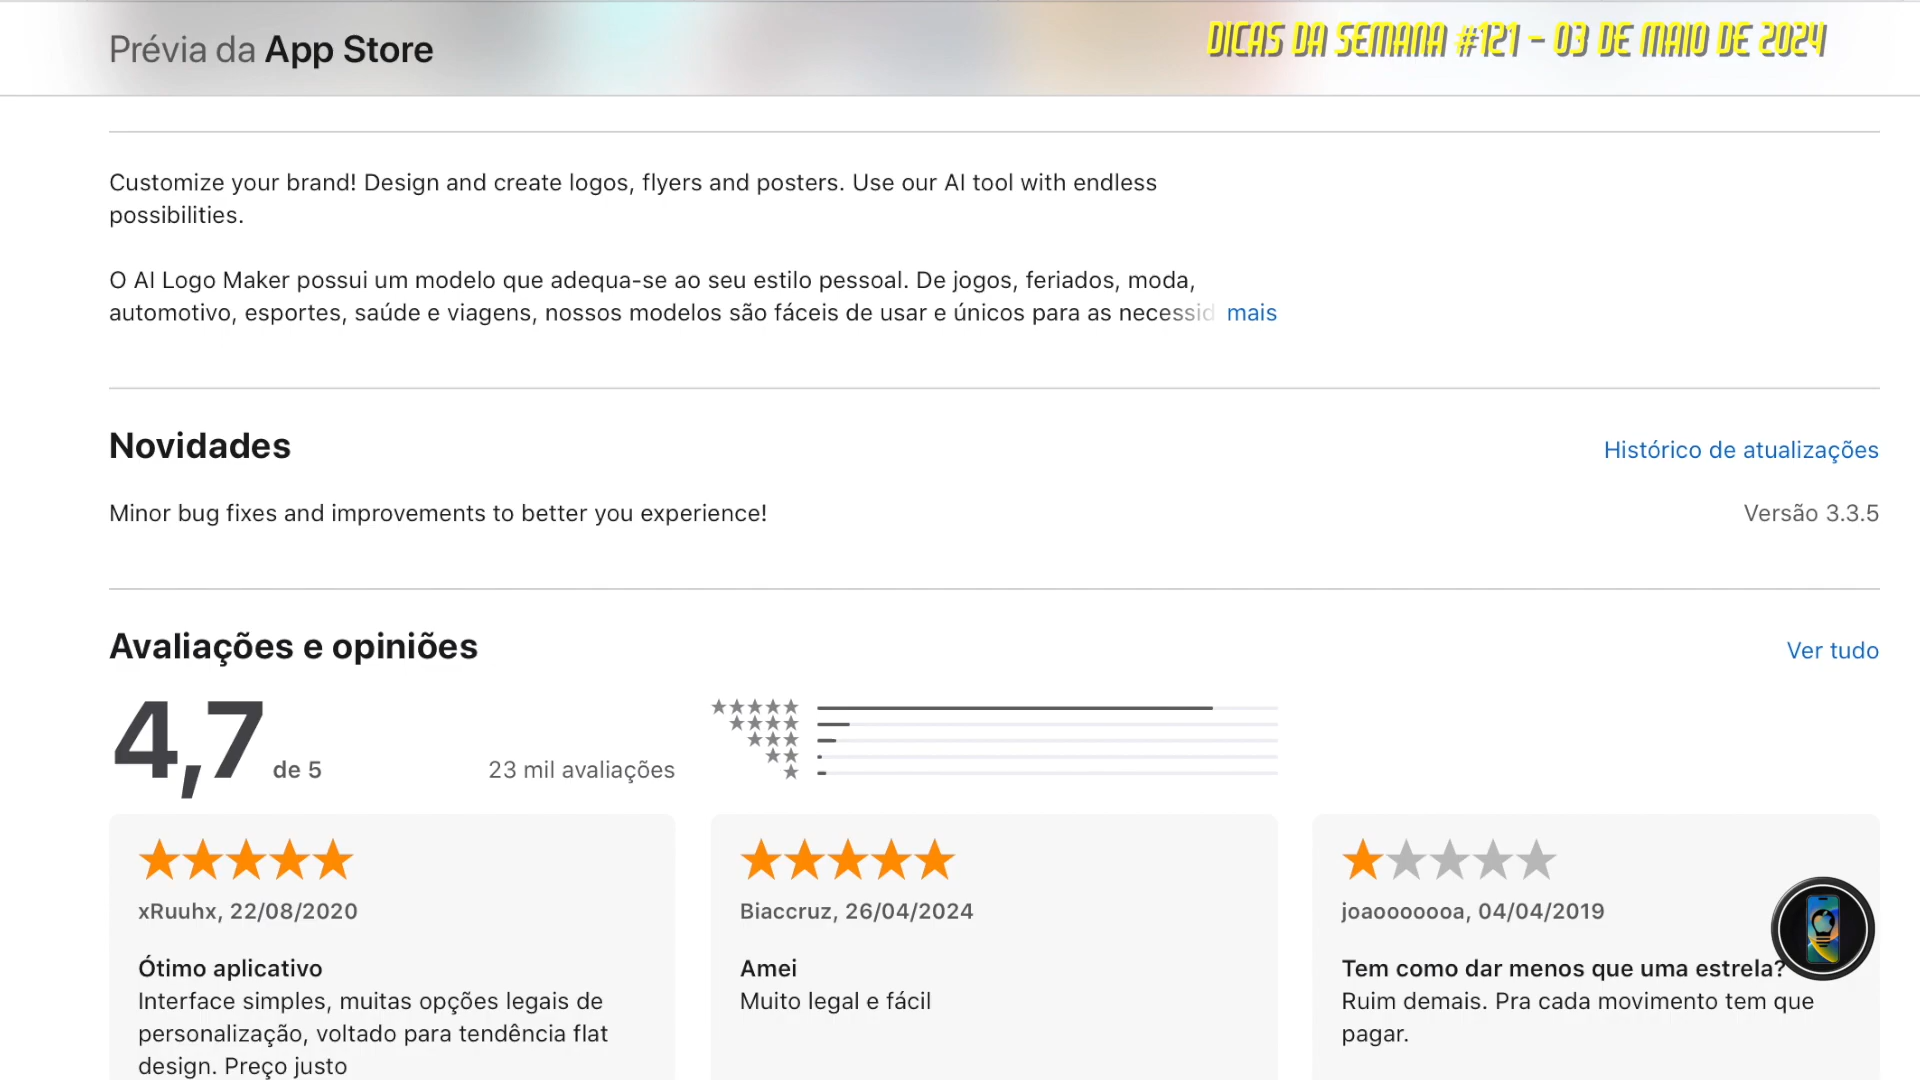 Prévia da App Store
DICAS DA SEMANA #121 - 03 DE MAIO DE 2024
Customize your brand! Design and create logos, flyers and posters. Use our AI tool with endless
possibilities.
O AI Logo Maker possui um modelo que adequa-se ao seu estilo pessoal. De jogos, feriados, moda,
automotivo, esportes, saúde e viagens, nossos modelos são fáceis de usar e únicos para as necessid mais
Novidades
Histórico de atualizações
Minor bug fixes and improvements to better you experience!
Versão 3.3.5
Avaliações e opiniões
Ver tudo
4,7 de 5
23 mil avaliações
xRuuhx, 22/08/2020
Ótimo aplicativo
Interface simples, muitas opções legais de
personalização, voltado para tendência flat
design. Preço justo
Biaccruz, 26/04/2024
Amei
Muito legal e fácil
joaooooooa, 04/04/2019
Tem como dar menos que uma estrela?
Ruim demais. Pra cada movimento tem que
pagar.